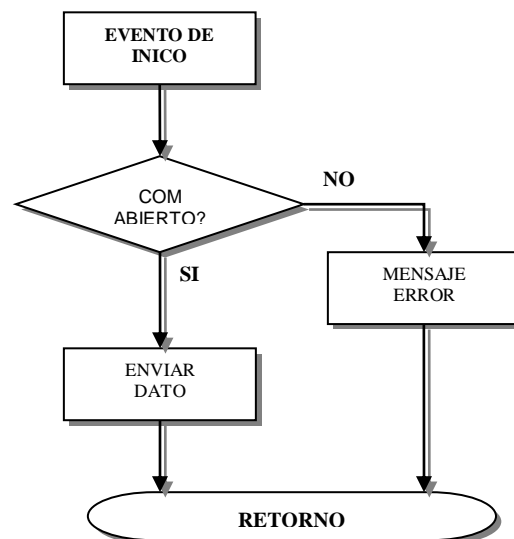 EVENTO DE
INICO
COM
ABIERTO?
NO
SI
MENSAJE
ERROR
ENVIAR
DATO
RETORNO